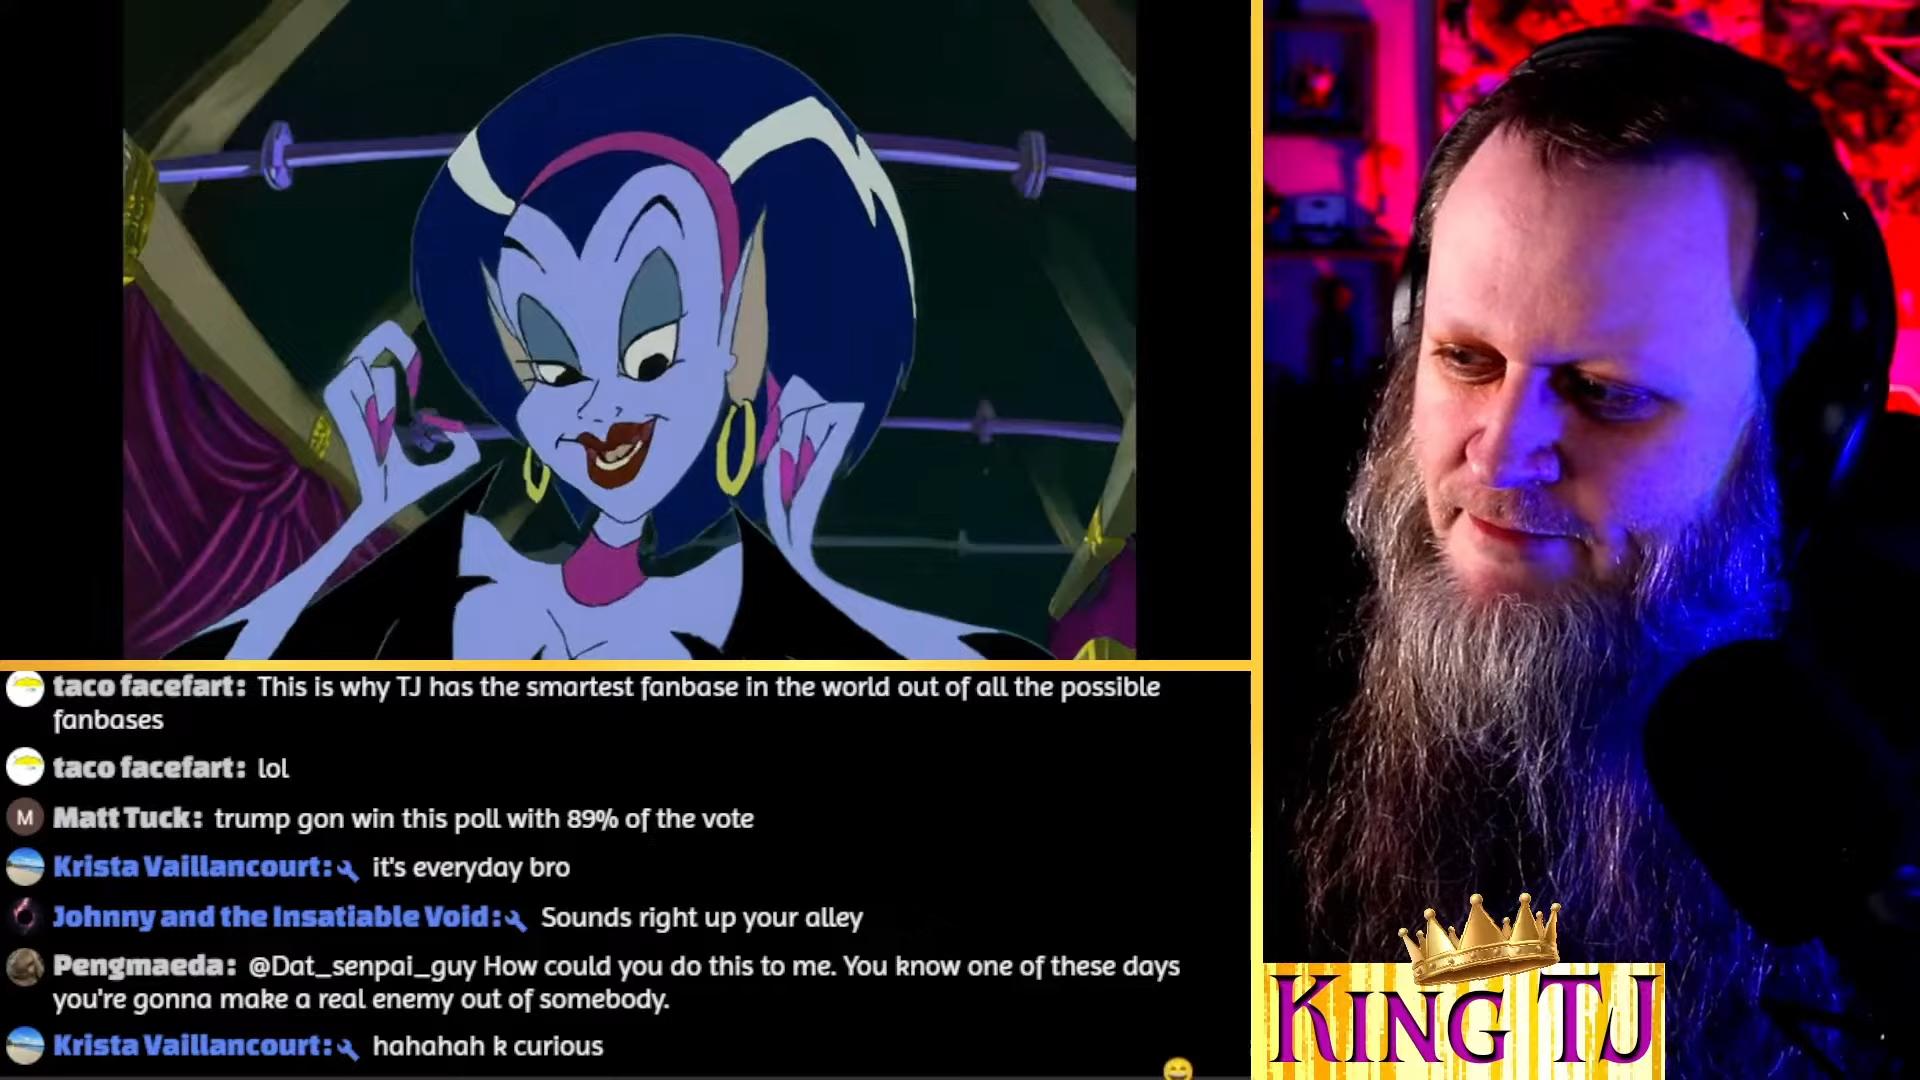 taco facefart: This is why TJ has the smartest fanbase in the world out of all the possible
fanbases
taco facefart: lol
M Matt Tuck: trump gon win this poll with 89% of the vote
Krista Vaillancourt: it's everyday bro
Johnny and the Insatiable Void: Sounds right up your alley
Pengmaeda: @Dat_senpai_guy How could you do this to me. You know one of these days
you're gonna make a real enemy out of somebody.
Krista Vaillancourt: hahahah k curious
KING TJ